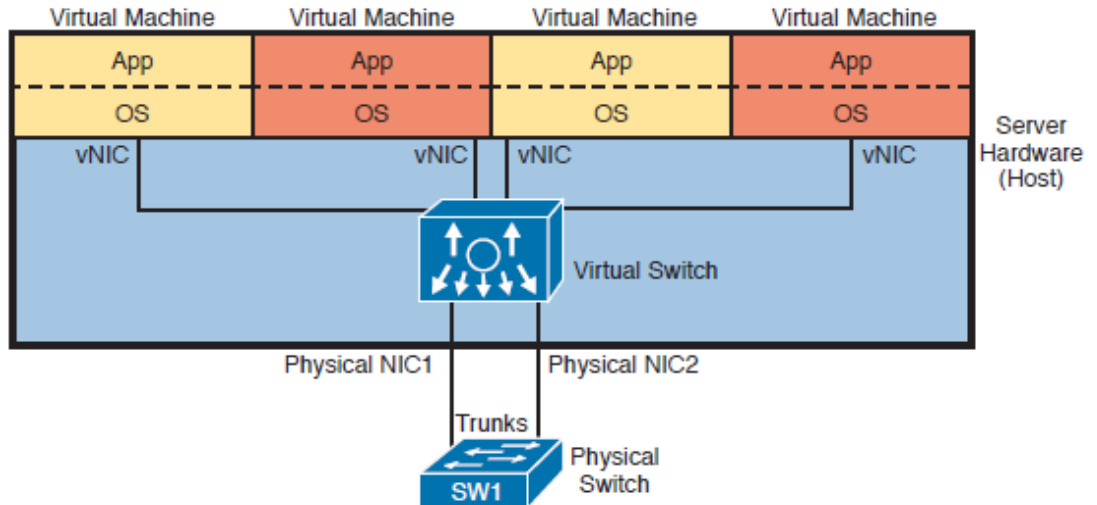 Virtual Machine Virtual Machine Virtual Machine Virtual Machine
App App App App
OS OS OS OS
vNIC vNIC vNIC vNIC
Server
Hardware
(Host)
Virtual Switch
Physical NIC1 Physical NIC2
Trunks
Physical
Switch
SW1